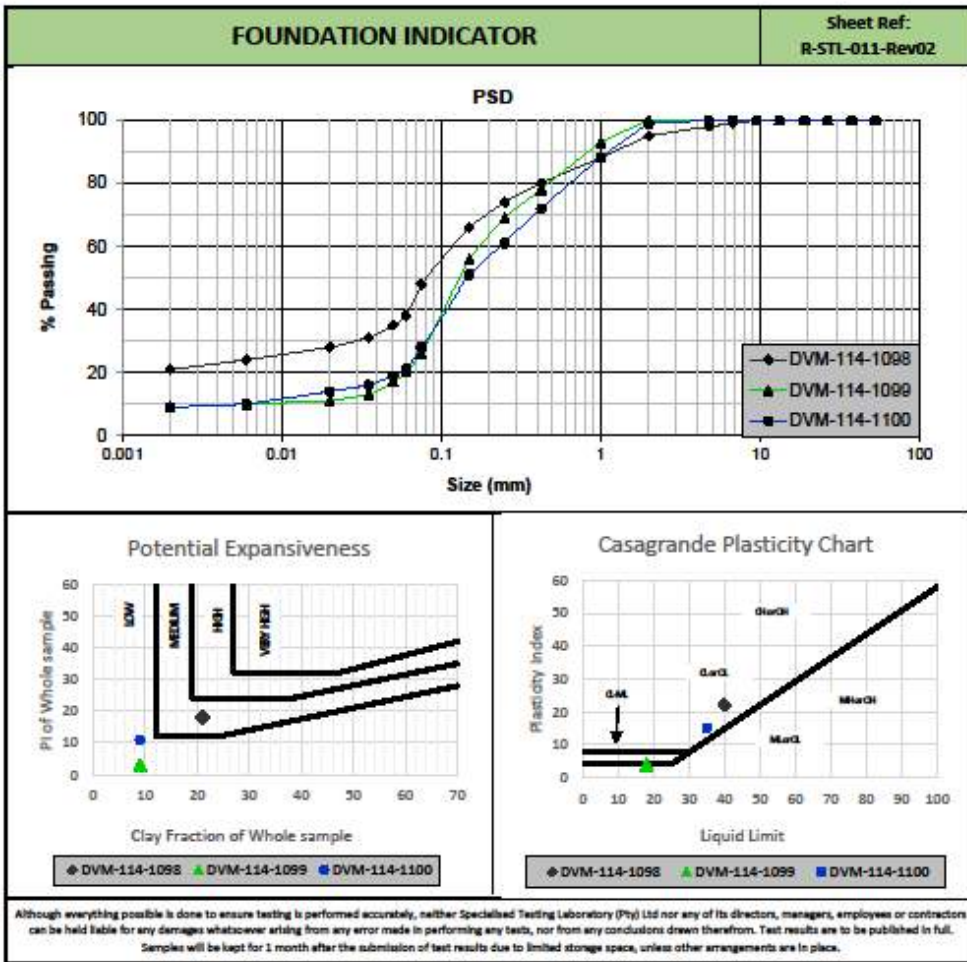 FOUNDATION INDICATOR
Sheet Ref:
R-STL-011-Rev02
PSD
% Passing
100
80
60
40
20
0
0.001
0.01
0.1
1
10
100
Size (mm)
DVM-114-1098
DVM-114-1099
DVM-114-1100
Potential Expansiveness
PI of Whole sample
60
50
40
30
20
10
0
LOW
MEDIUM
HIGH
VERY HIGH
0 10 20 30 40 50 60 70
Clay Fraction of Whole sample
DVM-114-1098 DVM-114-1099 DVM-114-1100
Casagrande Plasticity Chart
Plasticity Index
60
50
40
30
20
10
0
0 10 20 30 40 50 60 70 80 90 100
Liquid Limit
DVM-114-1098 DVM-114-1099 DVM-114-1100
Although everything possible is done to ensure testing is performed accurately, neither Specialised Testing Laboratory (Pty) Ltd nor any of its directors, managers, employees or contractors
can be held liable for any damages whatsoever arising from any error made in performing any tests, nor from any conclusions drawn therefrom. Test results are to be published in full.
Samples will be kept for 1 month after the submission of test results due to limited storage space, unless other arrangements are in place.